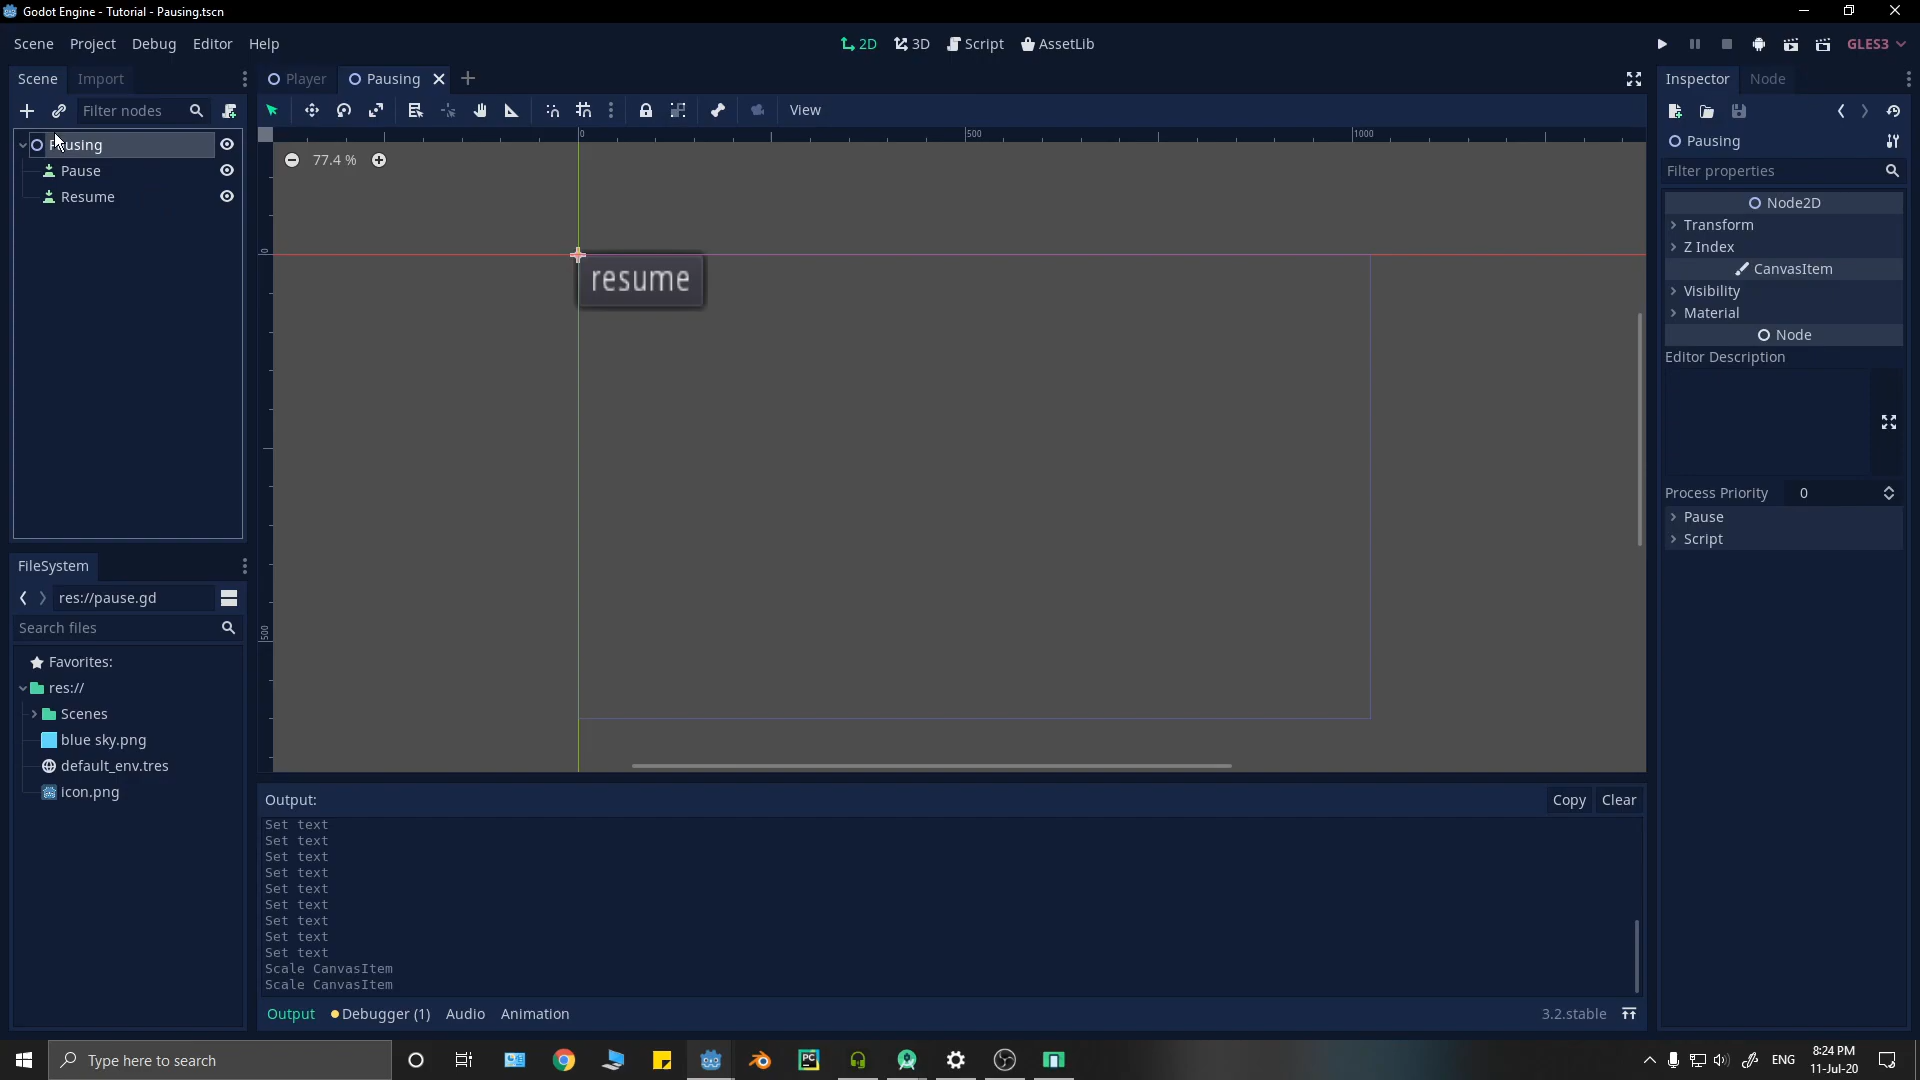 Godot Engine - Tutorial - Pausing.tscn
Scene Project Debug Editor Help
2D 3D Script AssetLib
GLES3
Scene Import
Player Pausing
Inspector Node
Filter nodes
View
Pausing
Pause
Resume
77.4 %
0 500 1000
0
500
resume
Pausing
Filter properties
Node2D
Transform
Z Index
CanvasItem
Visibility
Material
Node
Editor Description
Process Priority 0
Pause
Script
FileSystem
res://pause.gd
Search files
Favorites:
res://
Scenes
blue sky.png
default_env.tres
icon.png
Output:
Copy Clear
Set text
Set text
Set text
Set text
Set text
Set text
Set text
Set text
Set text
Scale CanvasItem
Scale CanvasItem
Output Debugger (1) Audio Animation
3.2.stable
Type here to search
PC
ENG
8:24 PM
11-Jul-20